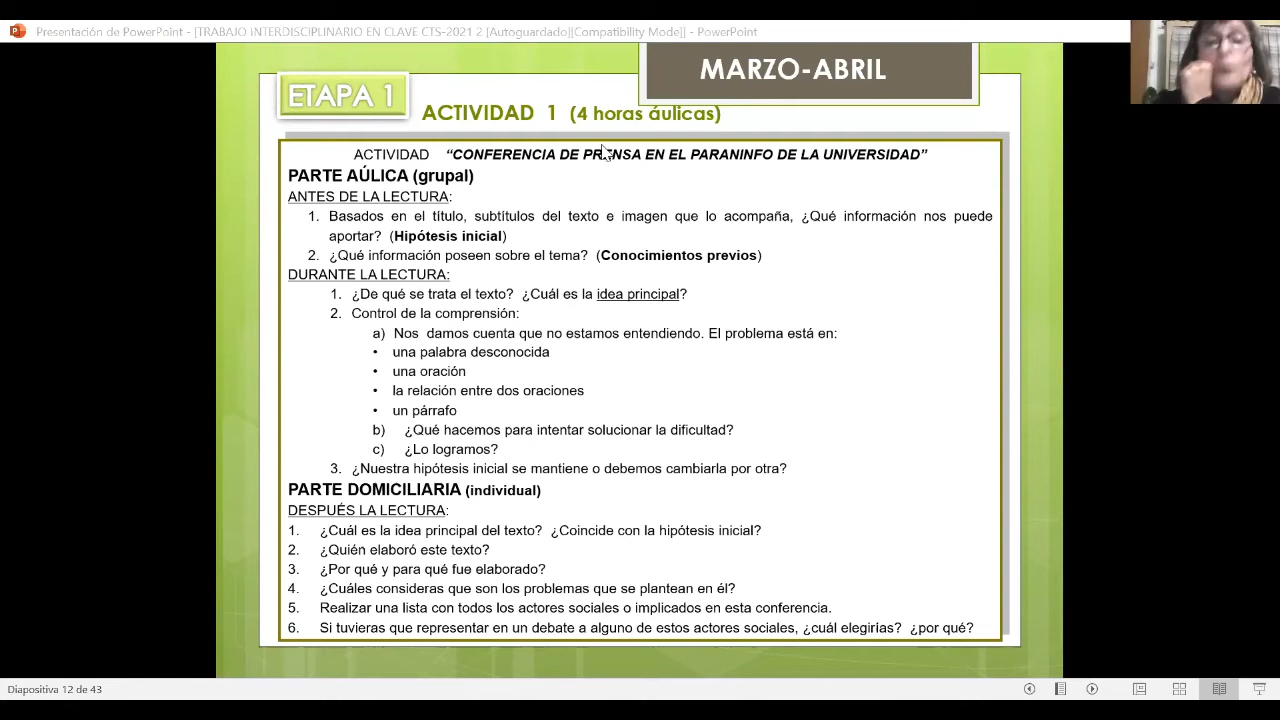 Presentación de PowerPoint - [TRABAJO INTERDISCIPLINARIO EN CLAVE CTS-2021 2 [Autoguardado][Compatibility Mode]] - PowerPoint
MARZO-ABRIL
ETAPA 1
ACTIVIDAD 1 (4 horas áulicas)
ACTIVIDAD “CONFERENCIA DE PRENSA EN EL PARANINFO DE LA UNIVERSIDAD”
PARTE AÚLICA (grupal)
ANTES DE LA LECTURA:
1. Basados en el título, subtítulos del texto e imagen que lo acompaña, ¿Qué información nos puede
aportar? (Hipótesis inicial)
2. ¿Qué información poseen sobre el tema? (Conocimientos previos)
DURANTE LA LECTURA:
1. ¿De qué se trata el texto? ¿Cuál es la idea principal?
2. Control de la comprensión:
a) Nos damos cuenta que no estamos entendiendo. El problema está en:
• una palabra desconocida
• una oración
• la relación entre dos oraciones
• un párrafo
b) ¿Qué hacemos para intentar solucionar la dificultad?
c) ¿Lo logramos?
3. ¿Nuestra hipótesis inicial se mantiene o debemos cambiarla por otra?
PARTE DOMICILIARIA (individual)
DESPUÉS LA LECTURA:
1. ¿Cuál es la idea principal del texto? ¿Coincide con la hipótesis inicial?
2. ¿Quién elaboró este texto?
3. ¿Por qué y para qué fue elaborado?
4. ¿Cuáles consideras que son los problemas que se plantean en él?
5. Realizar una lista con todos los actores sociales o implicados en esta conferencia.
6. Si tuvieras que representar en un debate a alguno de estos actores sociales, ¿cuál elegirías? ¿por qué?
Diapositiva 12 de 43